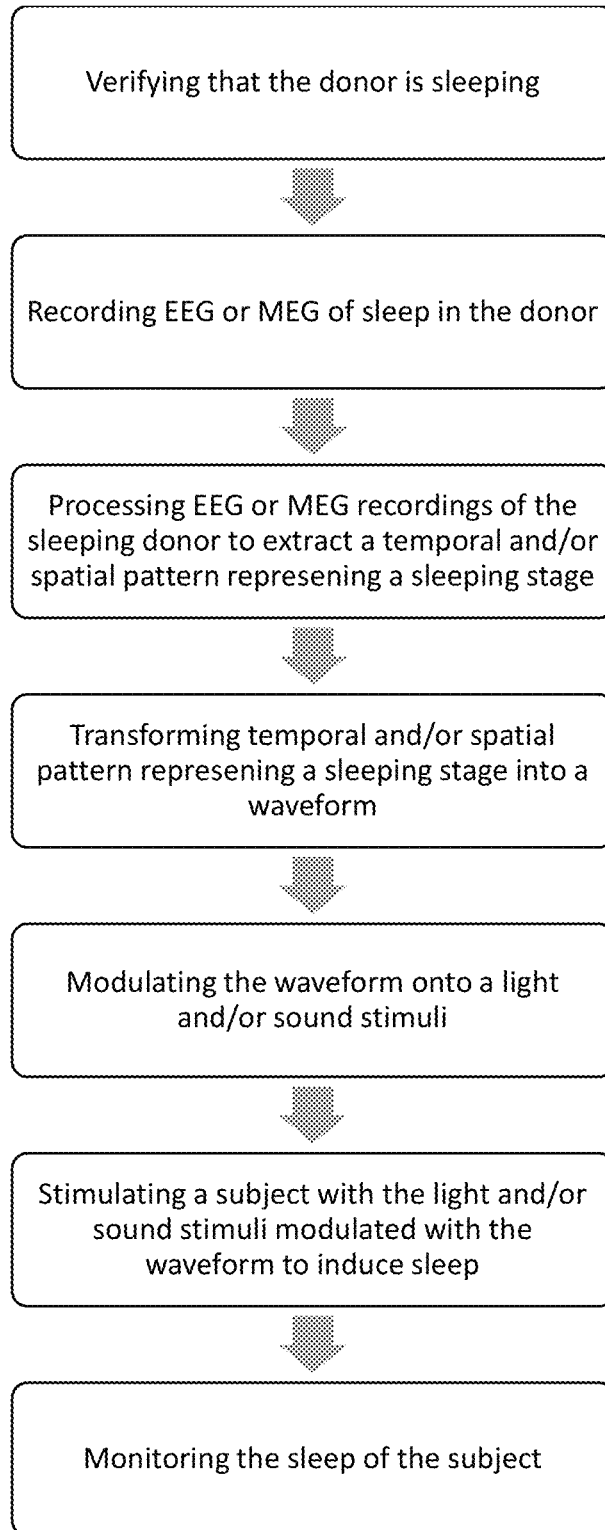 Verifying that the donor is sleeping
Recording EEG or MEG of sleep in the donor
Processing EEG or MEG recordings of the
sleeping donor to extract a temporal and/or
spatial pattern represening a sleeping stage
Transforming temporal and/or spatial
pattern represening a sleeping stage into a
waveform
Modulating the waveform onto a light
and/or sound stimuli
Stimulating a subject with the light and/or
sound stimuli modulated with the
waveform to induce sleep
Monitoring the sleep of the subject